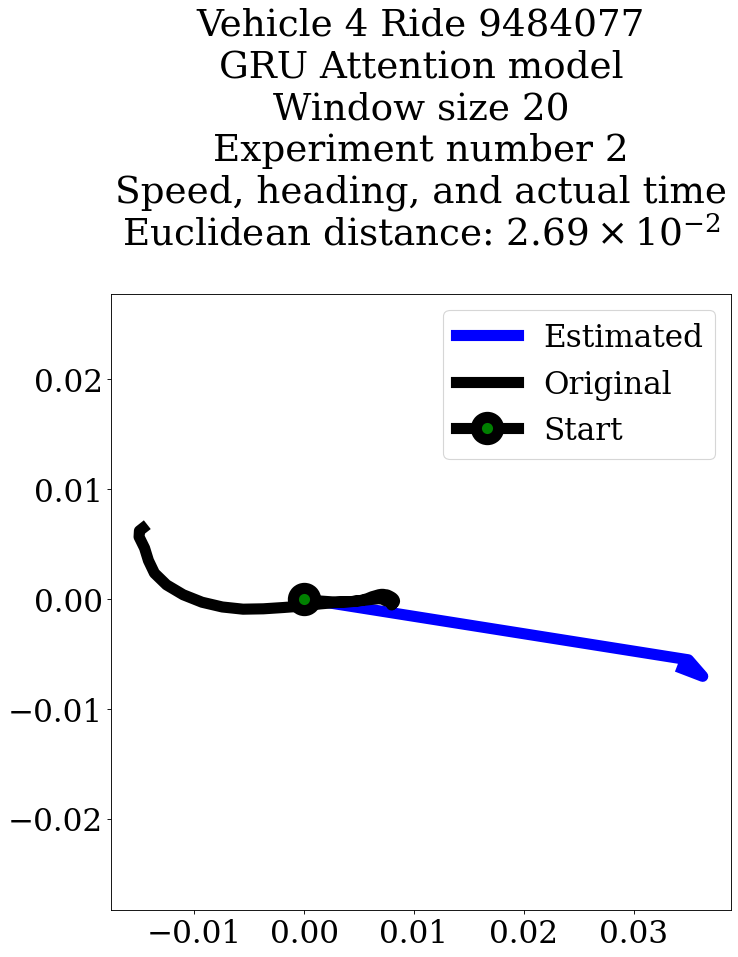 Vehicle 4 Ride 9484077
GRU Attention model
Window size 20
Experiment number 2
Speed, heading, and actual time
Euclidean distance: 2.69 × 10⁻²
Estimated
Original
Start
0.02
0.01
0.00
−0.01
−0.02
−0.01 0.00 0.01 0.02 0.03